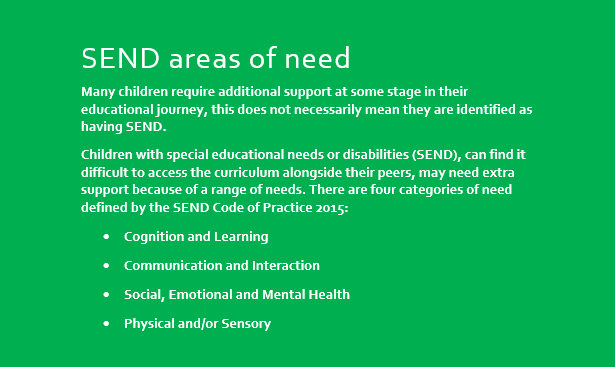 SEND areas of need
Many children require additional support at some stage in their
educational journey, this does not necessarily mean they are identified as
having SEND.
Children with special educational needs or disabilities (SEND), can find it
difficult to access the curriculum alongside their peers, may need extra
support because of a range of needs. There are four categories of need
defined by the SEND Code of Practice 2015:
• Cognition and Learning
• Communication and Interaction
• Social, Emotional and Mental Health
• Physical and/or Sensory